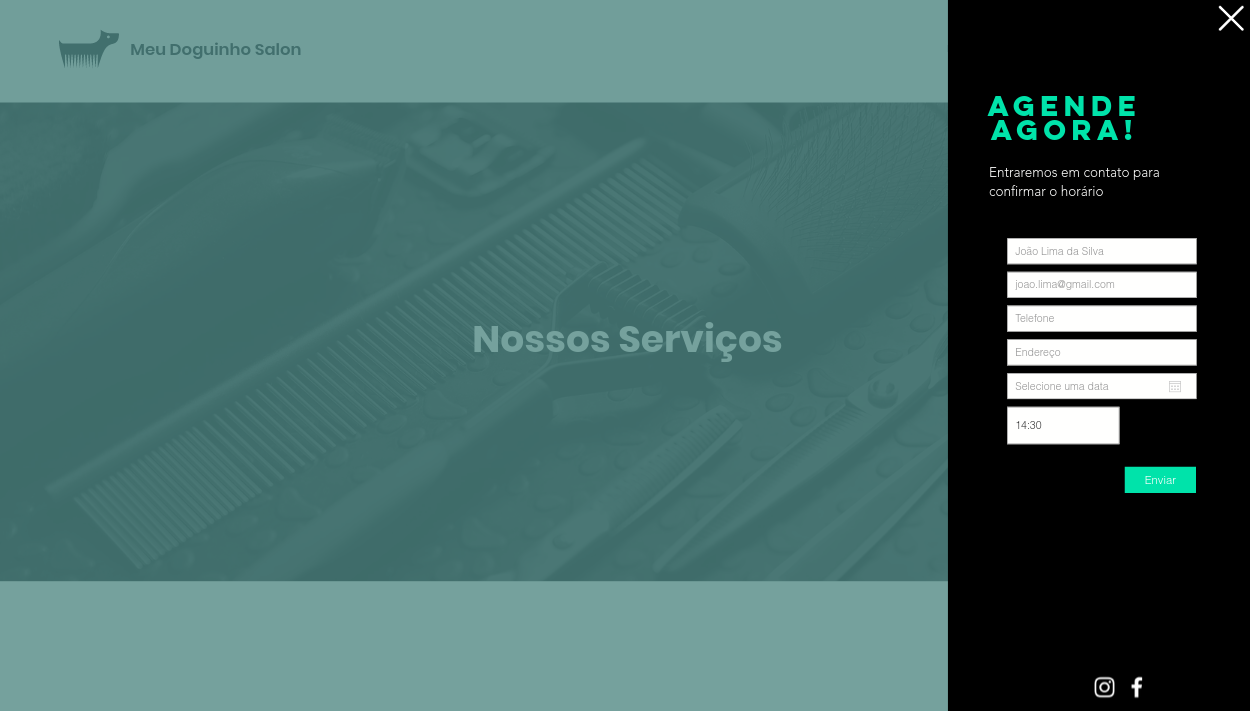 Meu Doguinho Salon
Nossos Serviços
AGENDE
AGORA!
Entraremos em contato para
confirmar o horário
João Lima da Silva
joao.lima@gmail.com
Telefone
Endereço
Selecione uma data
14:30
Enviar